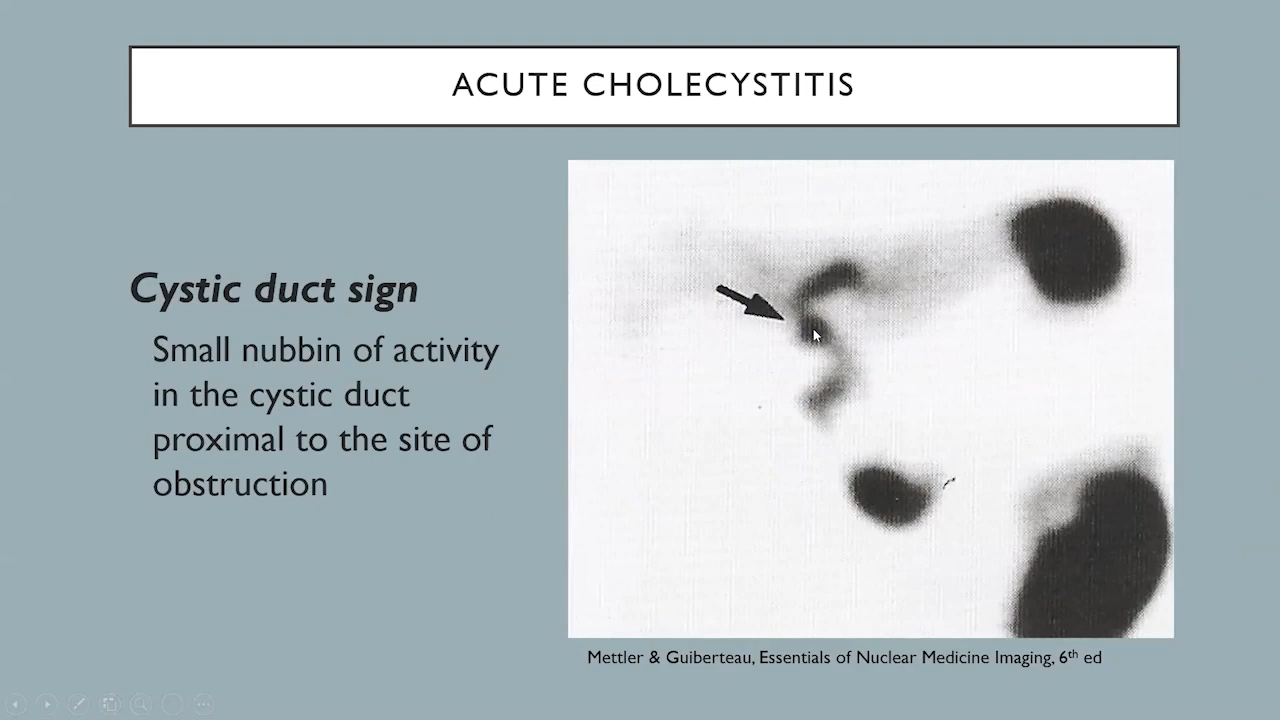 ACUTE CHOLECYSTITIS
Cystic duct sign
Small nubbin of activity
in the cystic duct
proximal to the site of
obstruction
Mettler & Guiberteau, Essentials of Nuclear Medicine Imaging, 6th ed